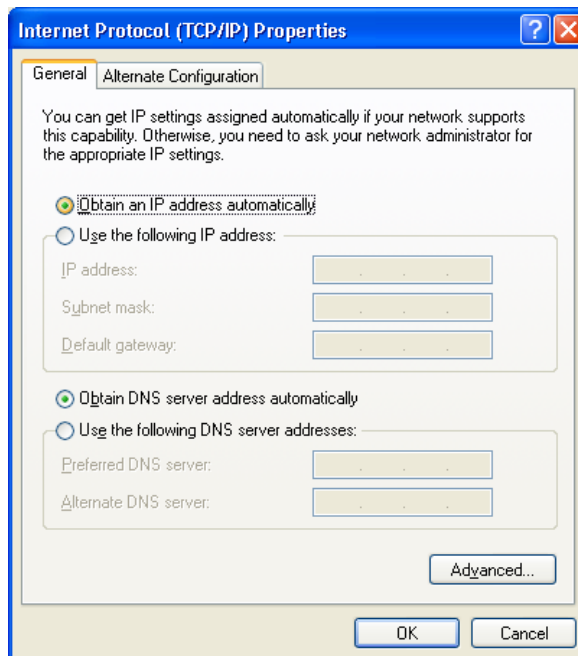 Internet Protocol (TCP/IP) Properties
General
Alternate Configuration
You can get IP settings assigned automatically if your network supports
this capability. Otherwise, you need to ask your network administrator for
the appropriate IP settings.
Obtain an IP address automatically
Use the following IP address:
IP address:
Subnet mask:
Default gateway:
Obtain DNS server address automatically
Use the following DNS server addresses:
Preferred DNS server:
Alternate DNS server:
Advanced...
OK
Cancel